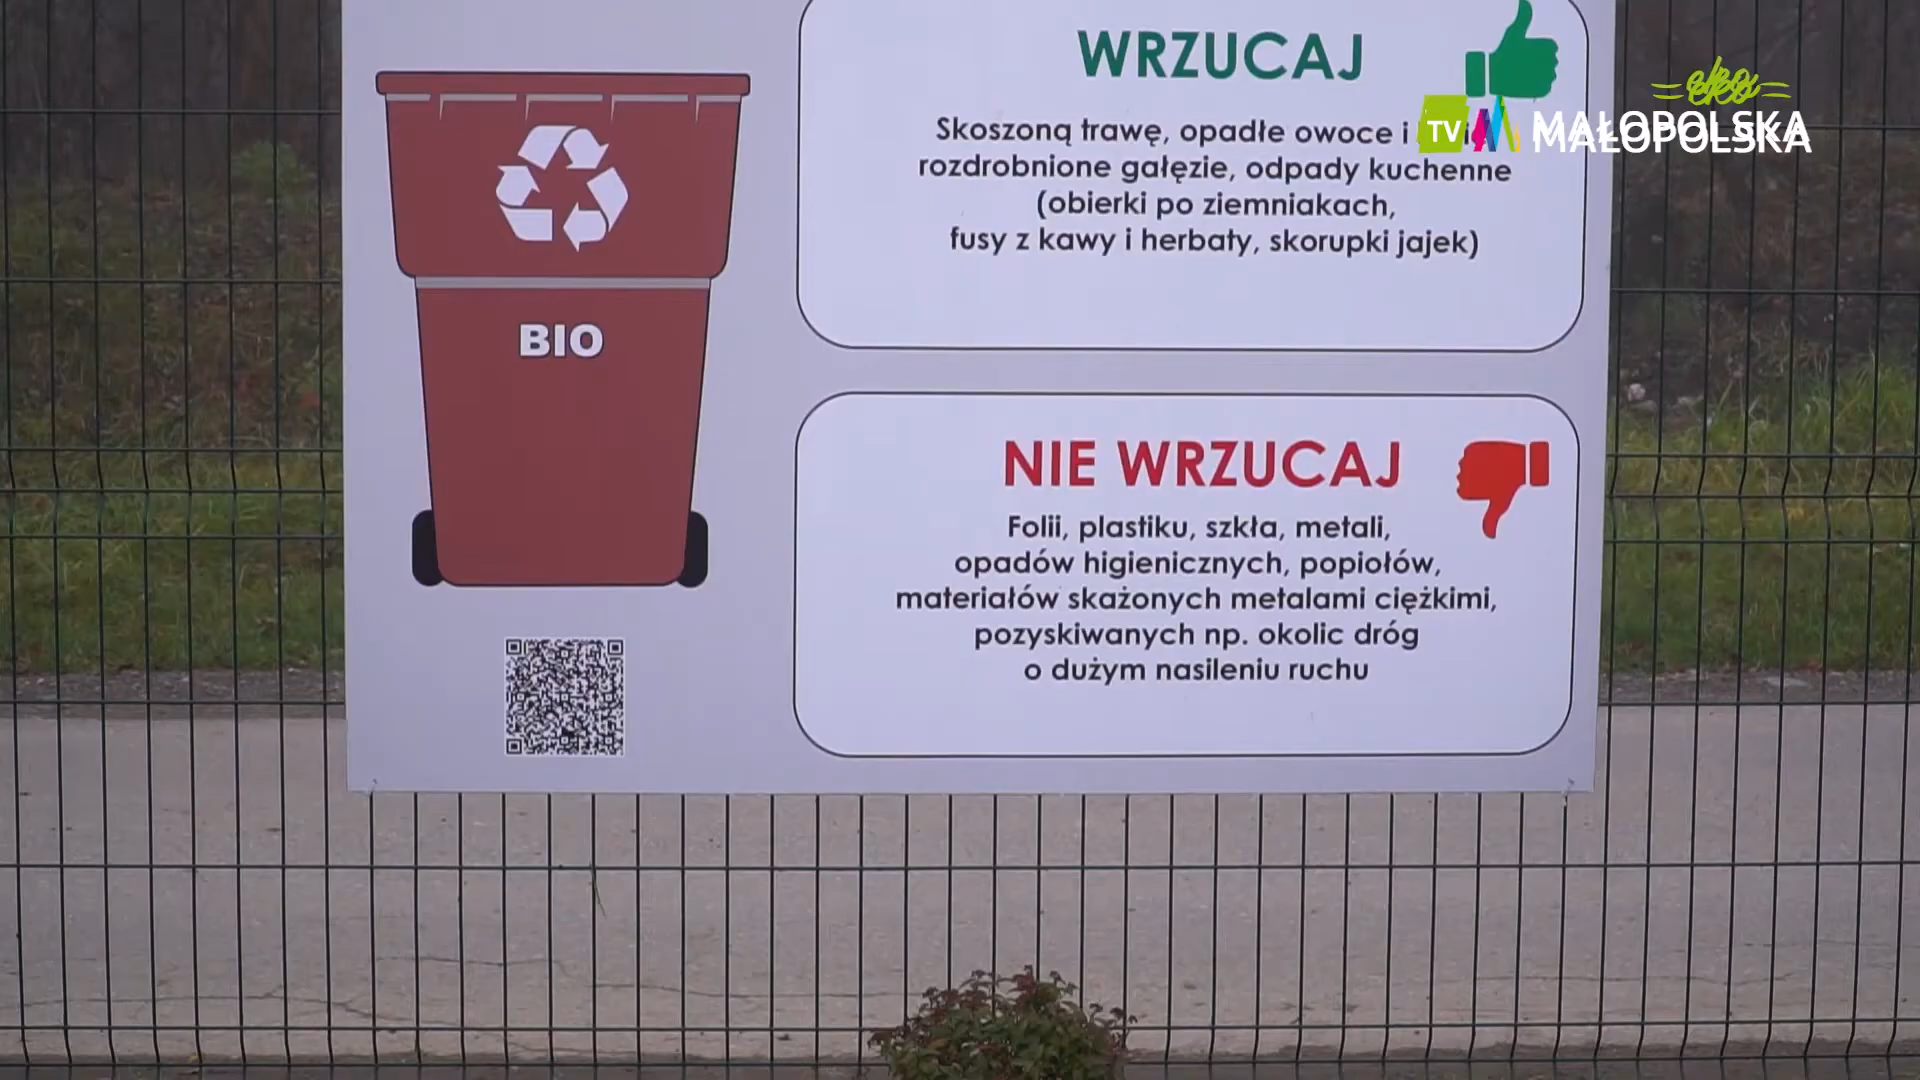 WRZUCAJ
Skoszoną trawę, opadłe owoce i
rozdrobnione gałęzie, odpady kuchenne
(obierki po ziemniakach,
fusy z kawy i herbaty, skorupki jajek)
BIO
NIE WRZUCAJ
Folii, plastiku, szkła, metali,
opadów higienicznych, popiołów,
materiałów skażonych metalami ciężkimi,
pozyskiwanych np. okolic dróg
o dużym nasileniu ruchu
eko
TV MAŁOPOLSKA